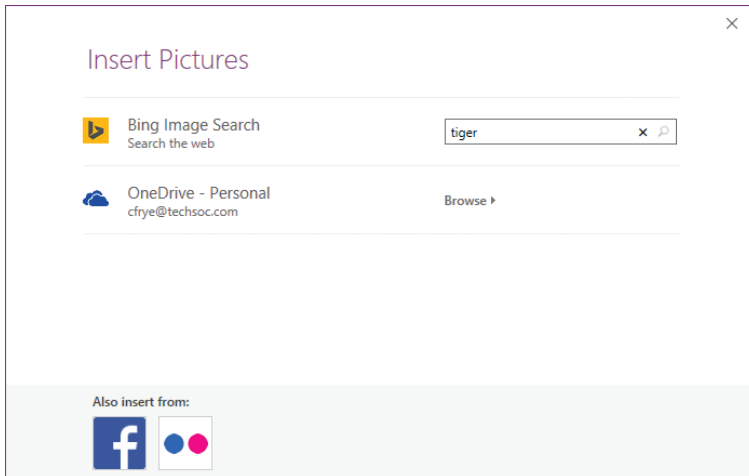 Insert Pictures
Bing Image Search
Search the web
tiger
OneDrive - Personal
cfrye@techsoc.com
Browse
Also insert from: